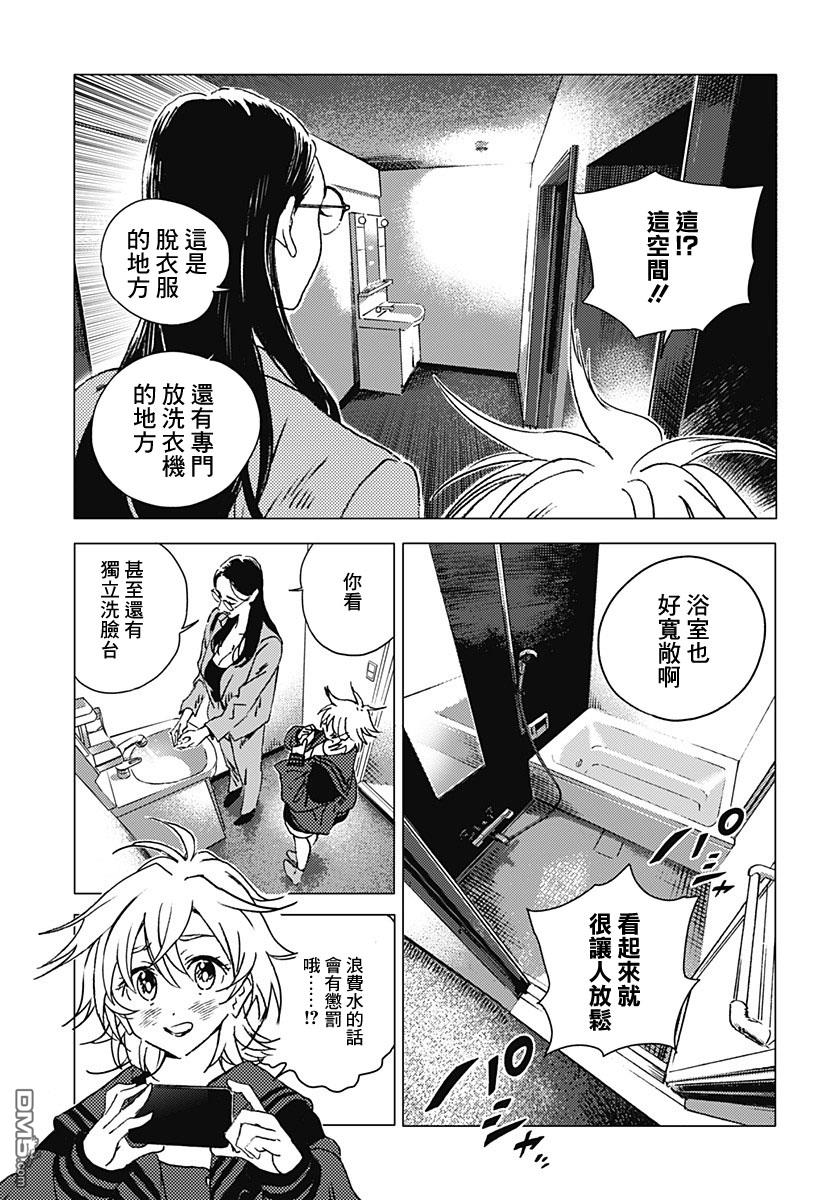 這!?
這空間!!
這是
脫衣服
的地方
還有專門
放洗衣機
的地方
浴室也
好寬敞啊
パシャ
看起來就
很讓人放鬆
パシャ
你看
甚至還有
獨立洗臉台
浪費水的話
會有懲罰
哦……!?
DM5
.com